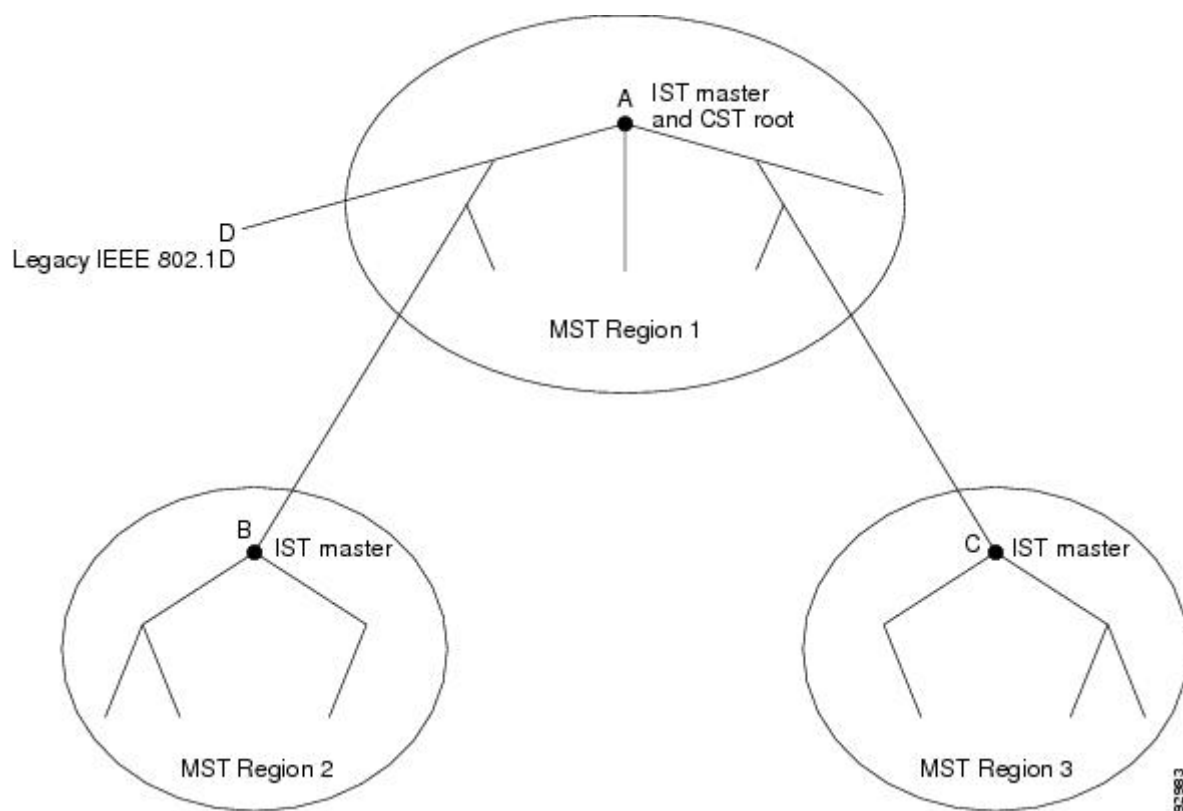 A
IST master
and CST root
D
Legacy IEEE 802.1D
MST Region 1
B
IST master
C
IST master
MST Region 2
MST Region 3
92983